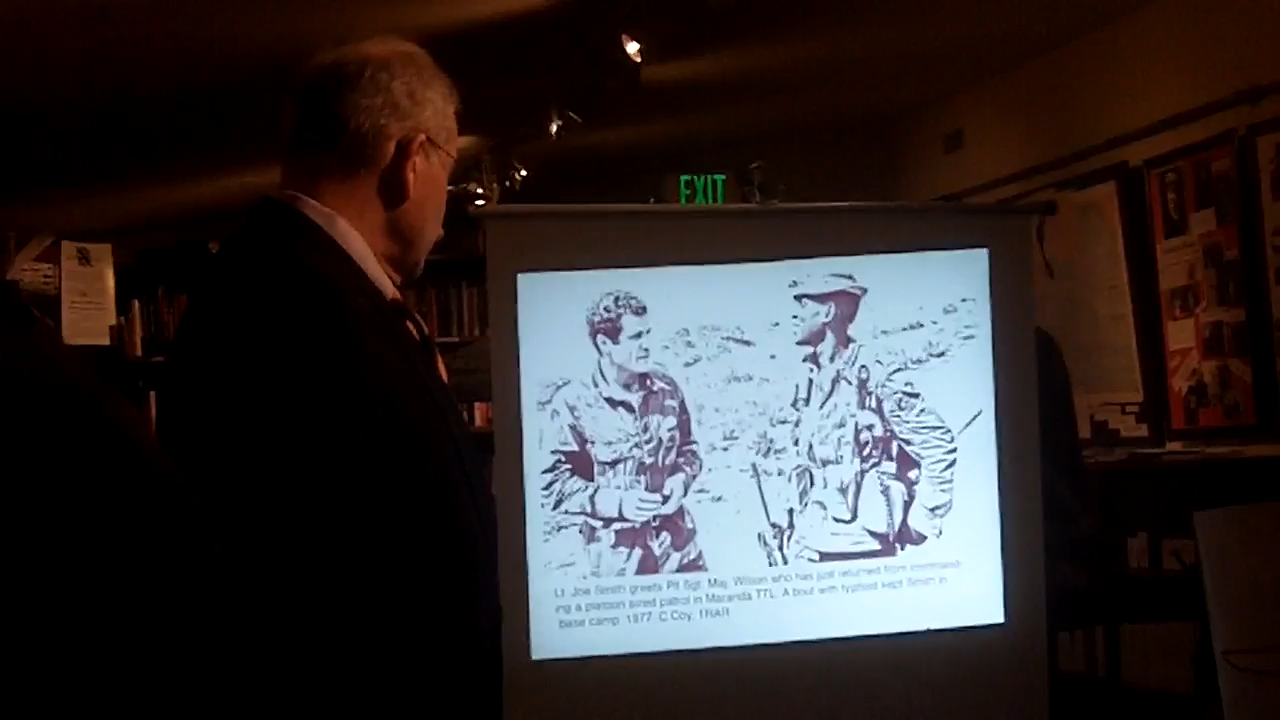 EXIT
Lt. Joe Smith greets Plt Sgt. Maj. Wilson who has just returned from command-
ing a platoon sized patrol in Maranda TTL. A bout with typhoid kept Smith in
base camp. 1977. C Coy. 1RAR